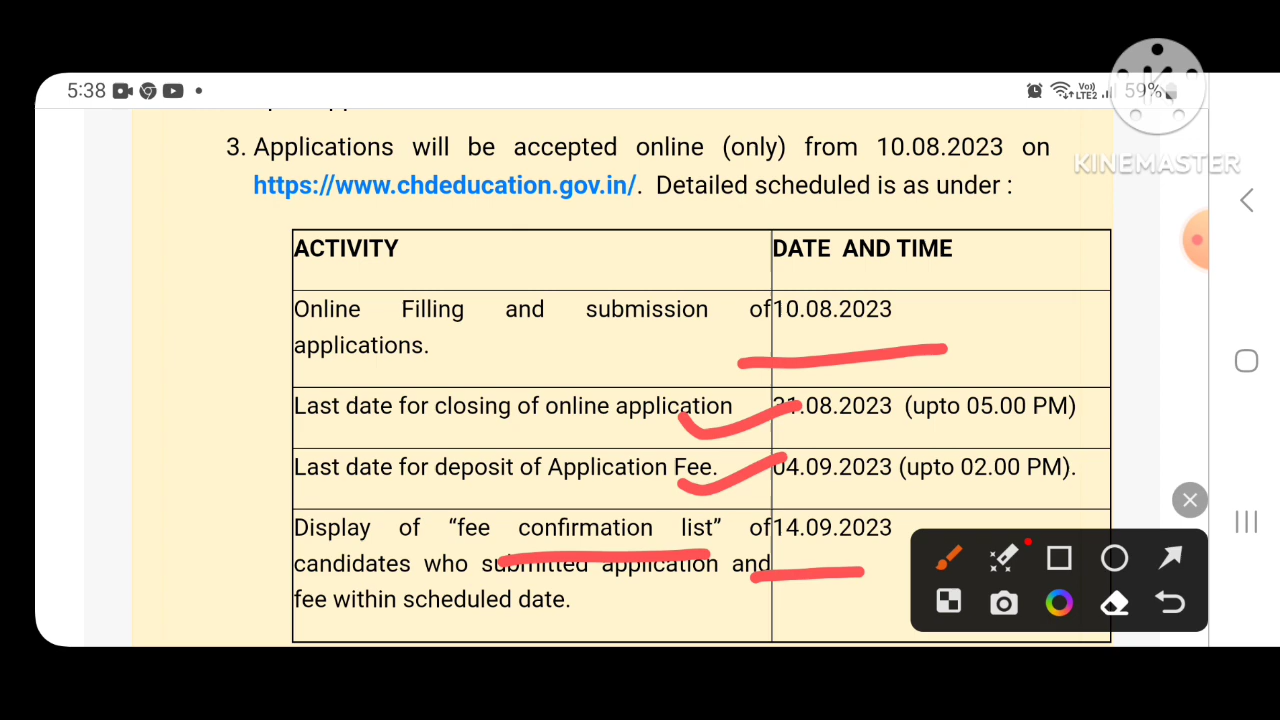 5:38
Vo))
LTE2
59%
KINEMASTER
3. Applications will be accepted online (only) from 10.08.2023 on
https://www.chdeducation.gov.in/. Detailed scheduled is as under :
ACTIVITY DATE AND TIME
Online Filling and submission of 10.08.2023
applications.
Last date for closing of online application 31.08.2023 (upto 05.00 PM)
Last date for deposit of Application Fee. 04.09.2023 (upto 02.00 PM).
Display of “fee confirmation list” of 14.09.2023
candidates who submitted application and
fee within scheduled date.